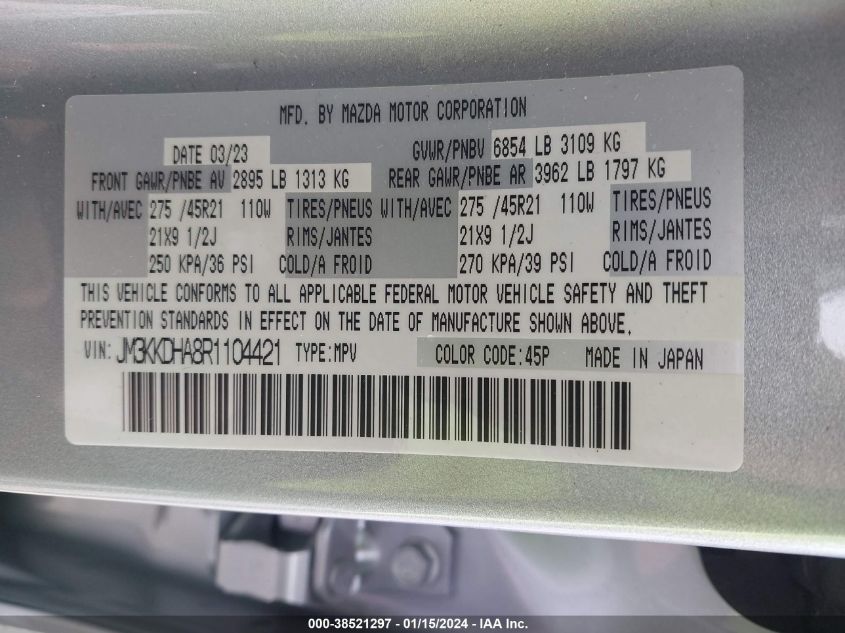 MFD. BY MAZDA MOTOR CORPORATION
DATE 03/23 GVWR/PNBV 6854 LB 3109 KG
FRONT GAWR/PNBE AV 2895 LB 1313 KG REAR GAWR/PNBE AR 3962 LB 1797 KG
WITH/AVEC 275 /45R21 110W TIRES/PNEUS WITH/AVEC 275 /45R21 110W TIRES/PNEUS
21X9 1/2J RIMS/JANTES 21X9 1/2J RIMS/JANTES
250 KPA/36 PSI COLD/A FROID 270 KPA/39 PSI COLD/A FROID
THIS VEHICLE CONFORMS TO ALL APPLICABLE FEDERAL MOTOR VEHICLE SAFETY AND THEFT
PREVENTION STANDARDS IN EFFECT ON THE DATE OF MANUFACTURE SHOWN ABOVE.
VIN: JM3KKDHA8R1104421 TYPE:MPV COLOR CODE:45P MADE IN JAPAN
000-38521297 - 01/15/2024 - IAA Inc.